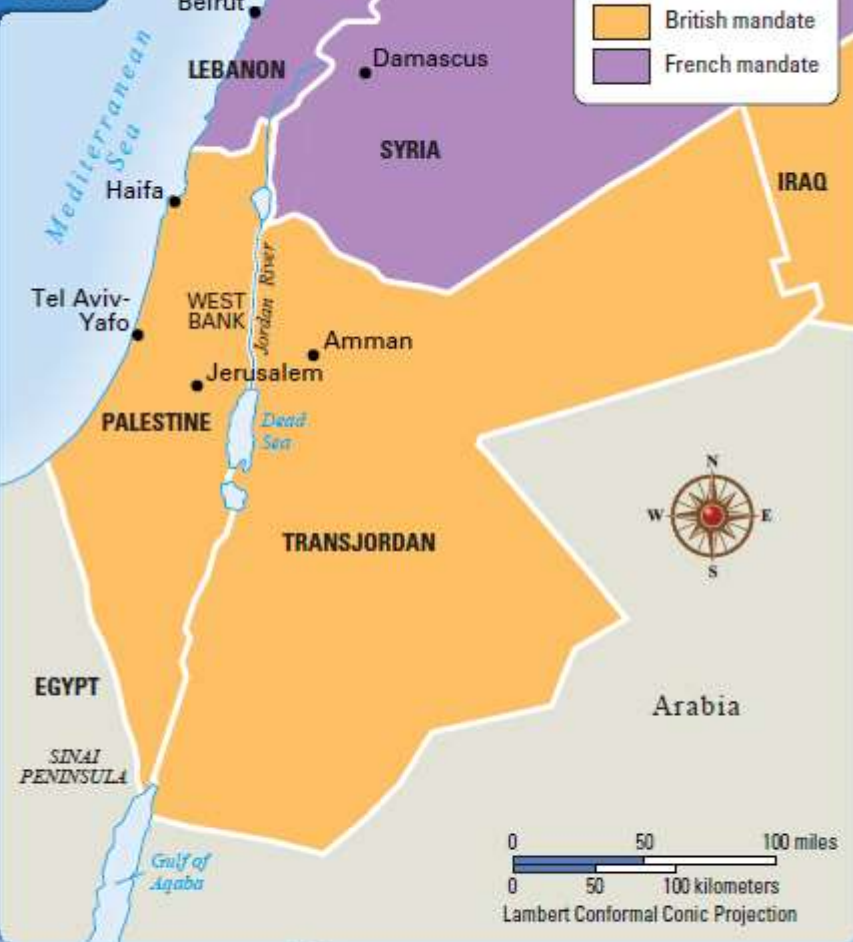 Beirut
British mandate
French mandate
LEBANON
Damascus
Mediterranean
Sea
SYRIA
IRAQ
Haifa
Jordan River
Tel Aviv-
Yafo
WEST
BANK
Amman
Jerusalem
PALESTINE
Dead
Sea
N
W
E
S
TRANSJORDAN
EGYPT
Arabia
SINAI
PENINSULA
Gulf of
Aqaba
0 50 100 miles
0 50 100 kilometers
Lambert Conformal Conic Projection